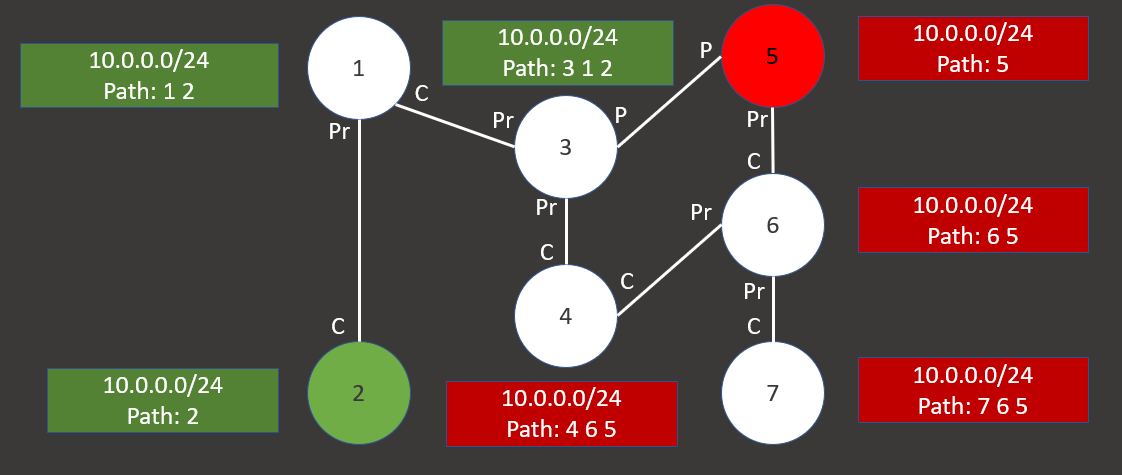 10.0.0.0/24
Path: 1 2
1
C
Pr
10.0.0.0/24
Path: 3 1 2
Pr
3
P
P
5
10.0.0.0/24
Path: 5
Pr
C
Pr
C
4
C
Pr
6
10.0.0.0/24
Path: 6 5
Pr
C
C
2
10.0.0.0/24
Path: 2
10.0.0.0/24
Path: 4 6 5
7
10.0.0.0/24
Path: 7 6 5